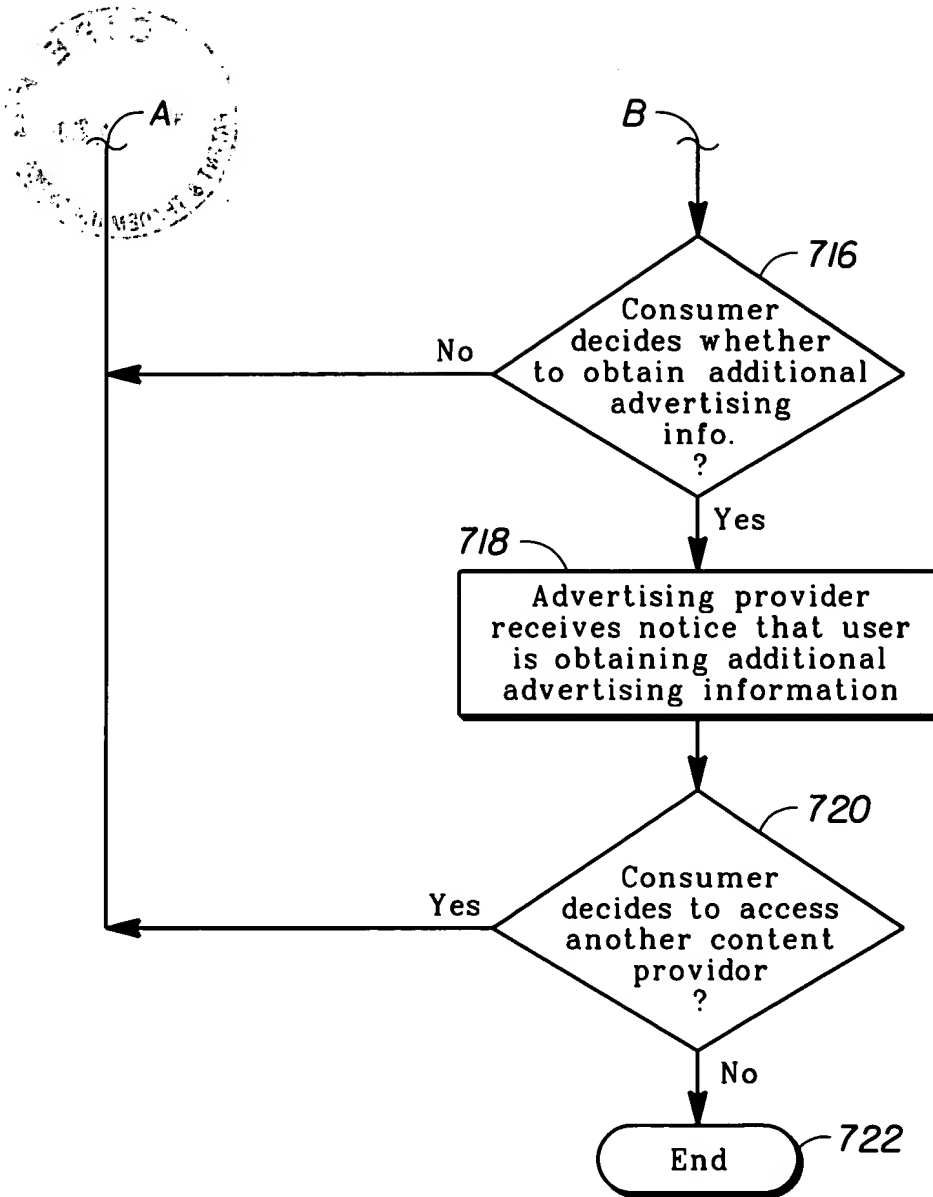 A
B
716
Consumer
decides whether
to obtain additional
advertising
info.
?
No
Yes
718
Advertising provider
receives notice that user
is obtaining additional
advertising information
720
Consumer
decides to access
another content
providor
?
Yes
No
End
722